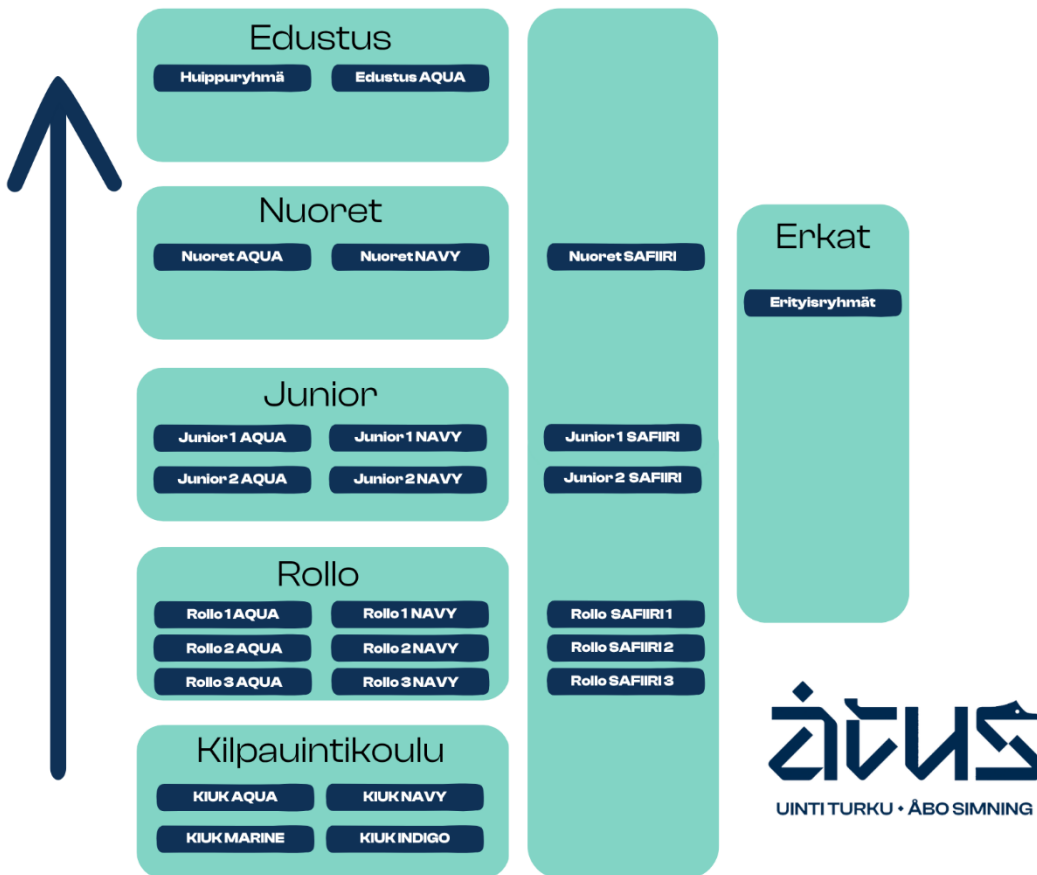 Edustus
Huippuryhmä
Edustus AQUA
Nuoret
Nuoret AQUA
Nuoret NAVY
Nuoret SAFIIRI
Erkat
Erityisryhmät
Junior
Junior 1 AQUA
Junior 1 NAVY
Junior 1 SAFIIRI
Junior 2 AQUA
Junior 2 NAVY
Junior 2 SAFIIRI
Rollo
Rollo 1 AQUA
Rollo 1 NAVY
Rollo SAFIIRI 1
Rollo 2 AQUA
Rollo 2 NAVY
Rollo SAFIIRI 2
Rollo 3 AQUA
Rollo 3 NAVY
Rollo SAFIIRI 3
Kilpauintikoulu
KIUK AQUA
KIUK NAVY
KIUK MARINE
KIUK INDIGO
åtus
UINTI TURKU • ÅBO SIMNING